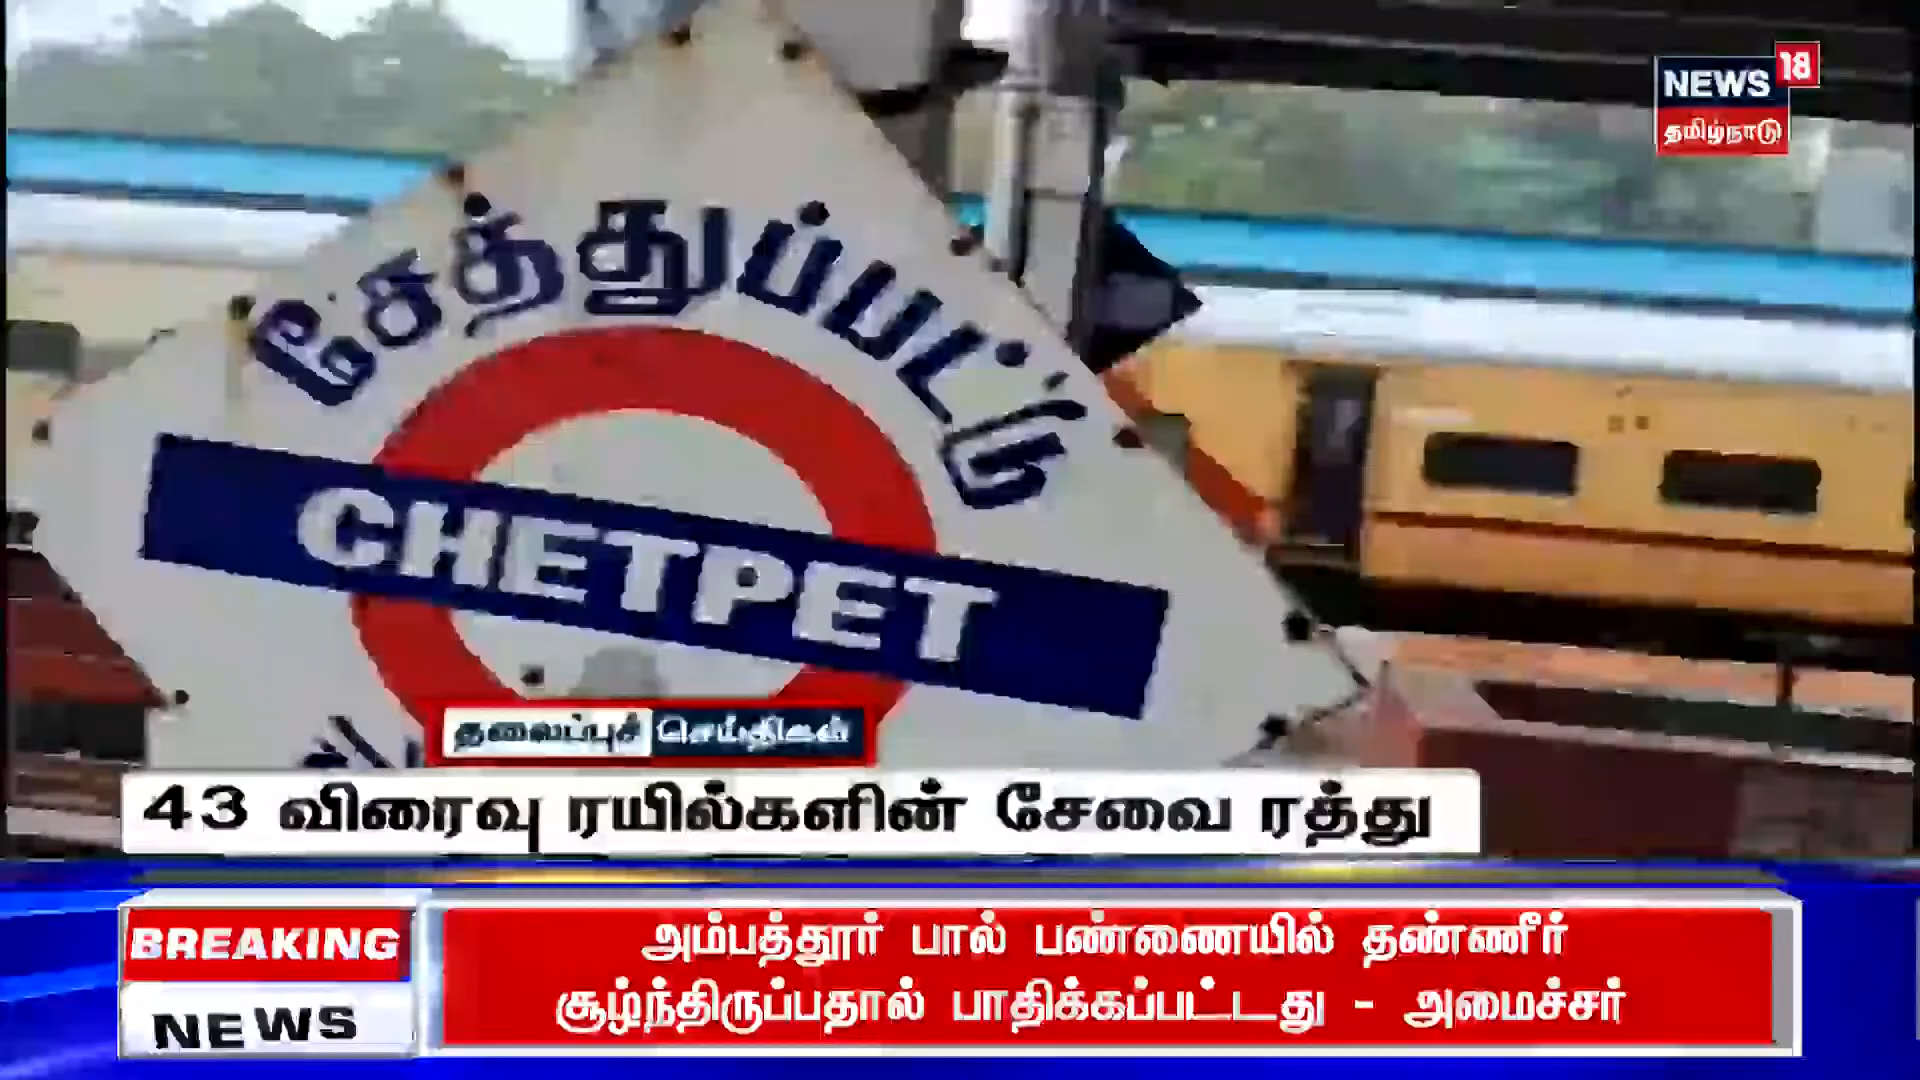 NEWS 18
தமிழ்நாடு
சேத்துப்பட்டு
CHETPET
தலைப்புச் செய்திகள்
43 விரைவு ரயில்களின் சேவை ரத்து
BREAKING
NEWS
அம்பத்தூர் பால் பண்ணையில் தண்ணீர்
சூழ்ந்திருப்பதால் பாதிக்கப்பட்டது - அமைச்சர்